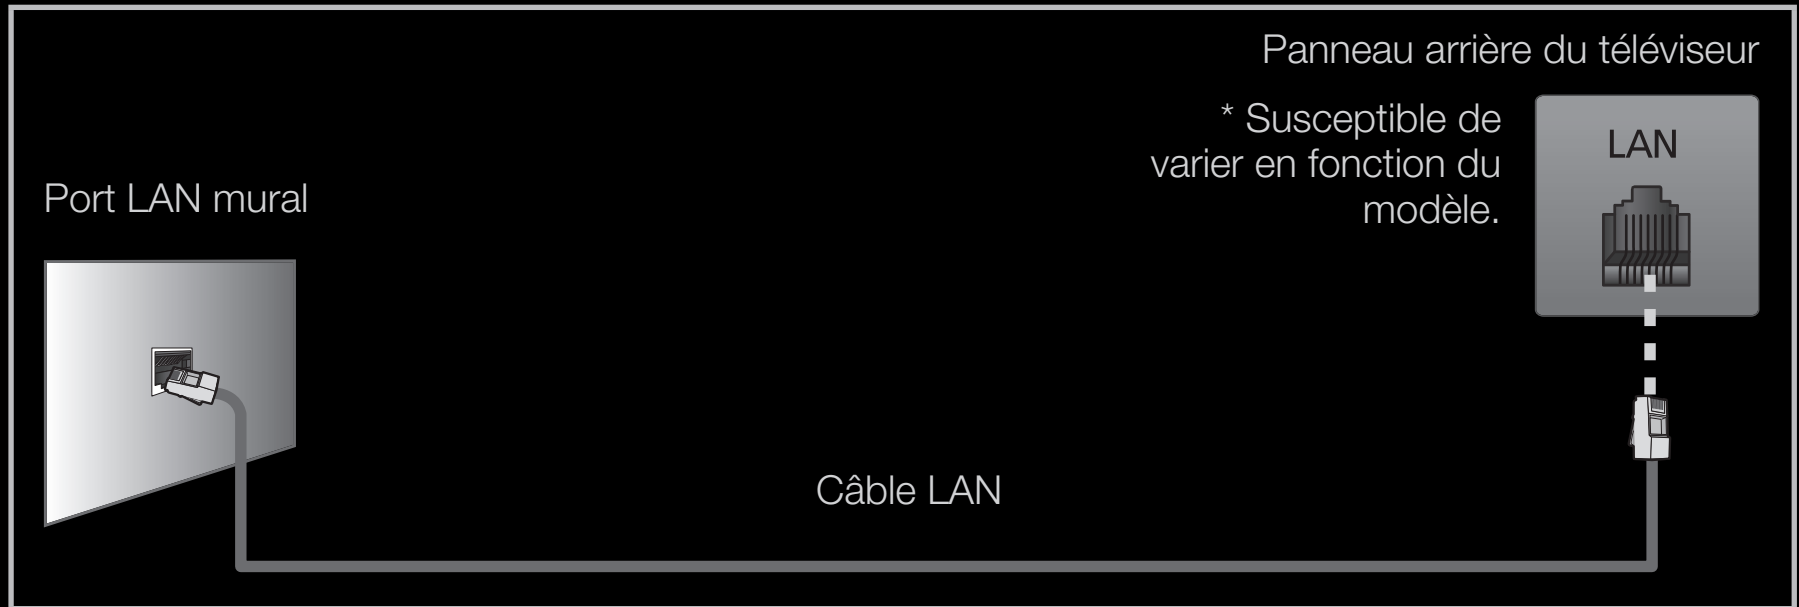 Panneau arrière du téléviseur
* Susceptible de
varier en fonction du
modèle.
LAN
Port LAN mural
Câble LAN